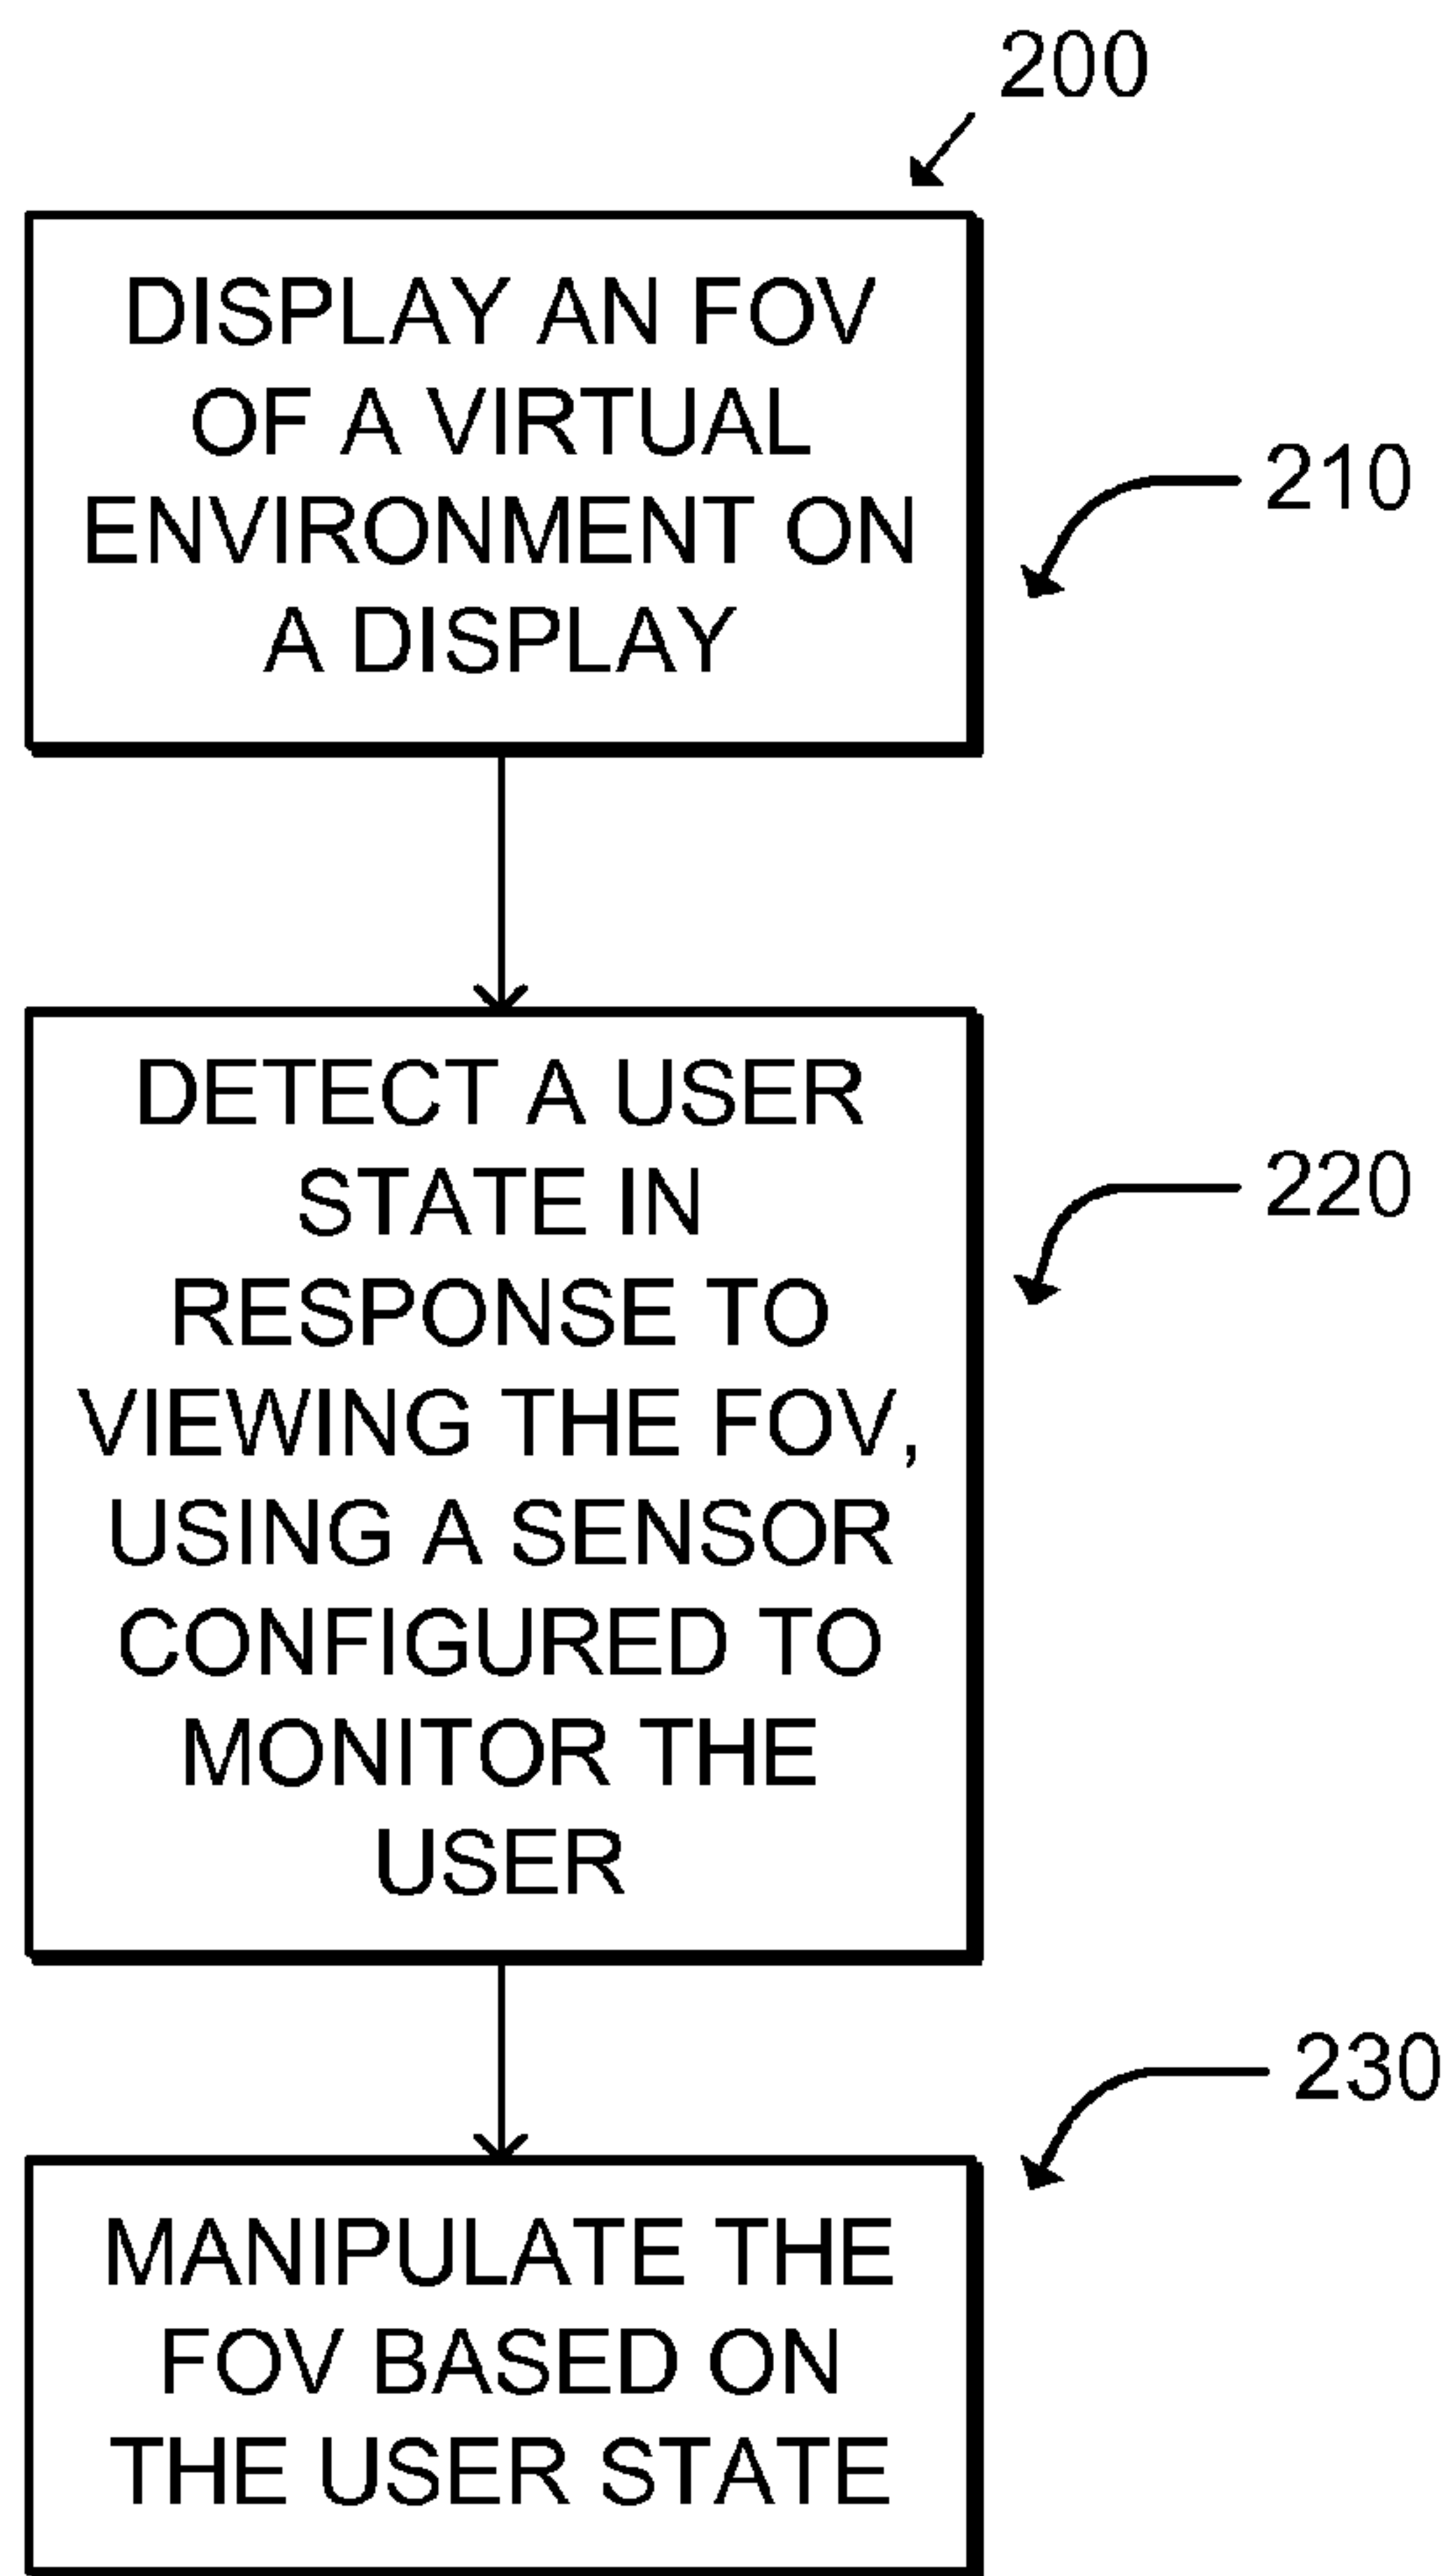 200
DISPLAY AN FOV
OF A VIRTUAL
ENVIRONMENT ON
A DISPLAY
210
DETECT A USER
STATE IN
RESPONSE TO
VIEWING THE FOV,
USING A SENSOR
CONFIGURED TO
MONITOR THE
USER
220
MANIPULATE THE
FOV BASED ON
THE USER STATE
230